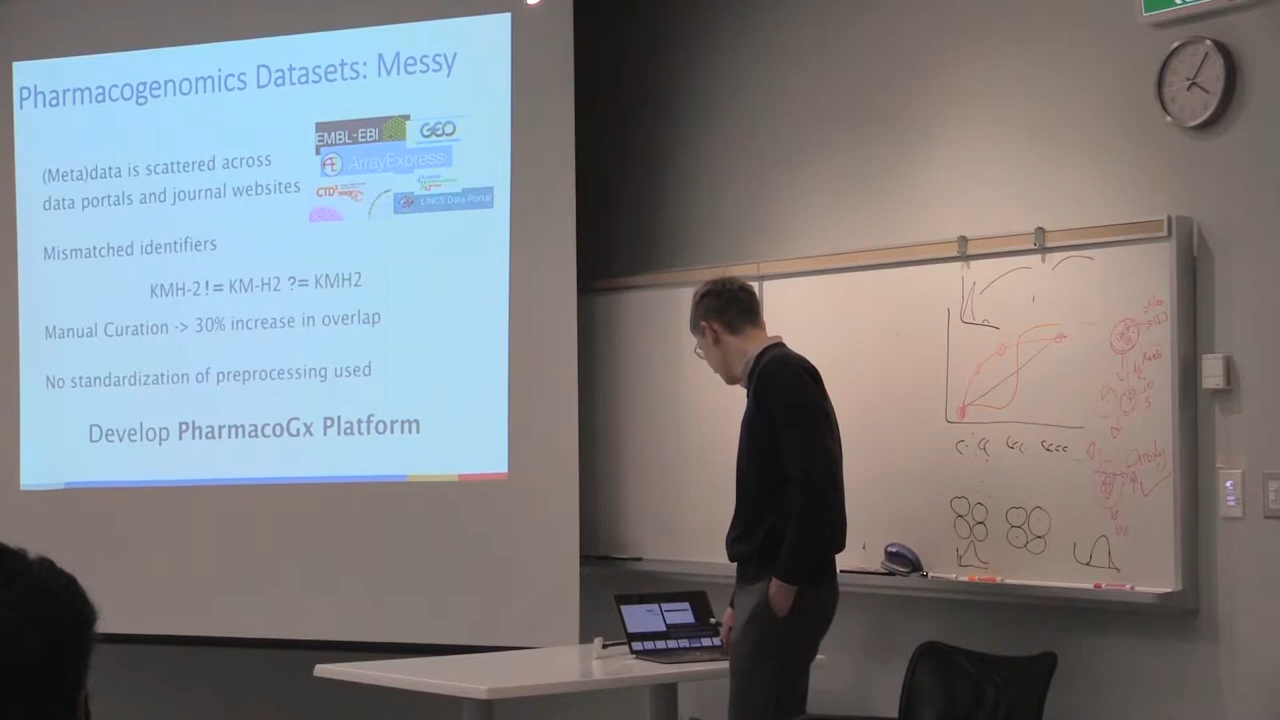 Pharmacogenomics Datasets: Messy
(Meta)data is scattered across
data portals and journal websites
EMBL-EBI
GEO
ArrayExpress
CTD²
LINCS Data Portal
Mismatched identifiers
KMH-2!= KM-H2 ?= KMH2
Manual Curation -> 30% increase in overlap
No standardization of preprocessing used
Develop PharmacoGx Platform